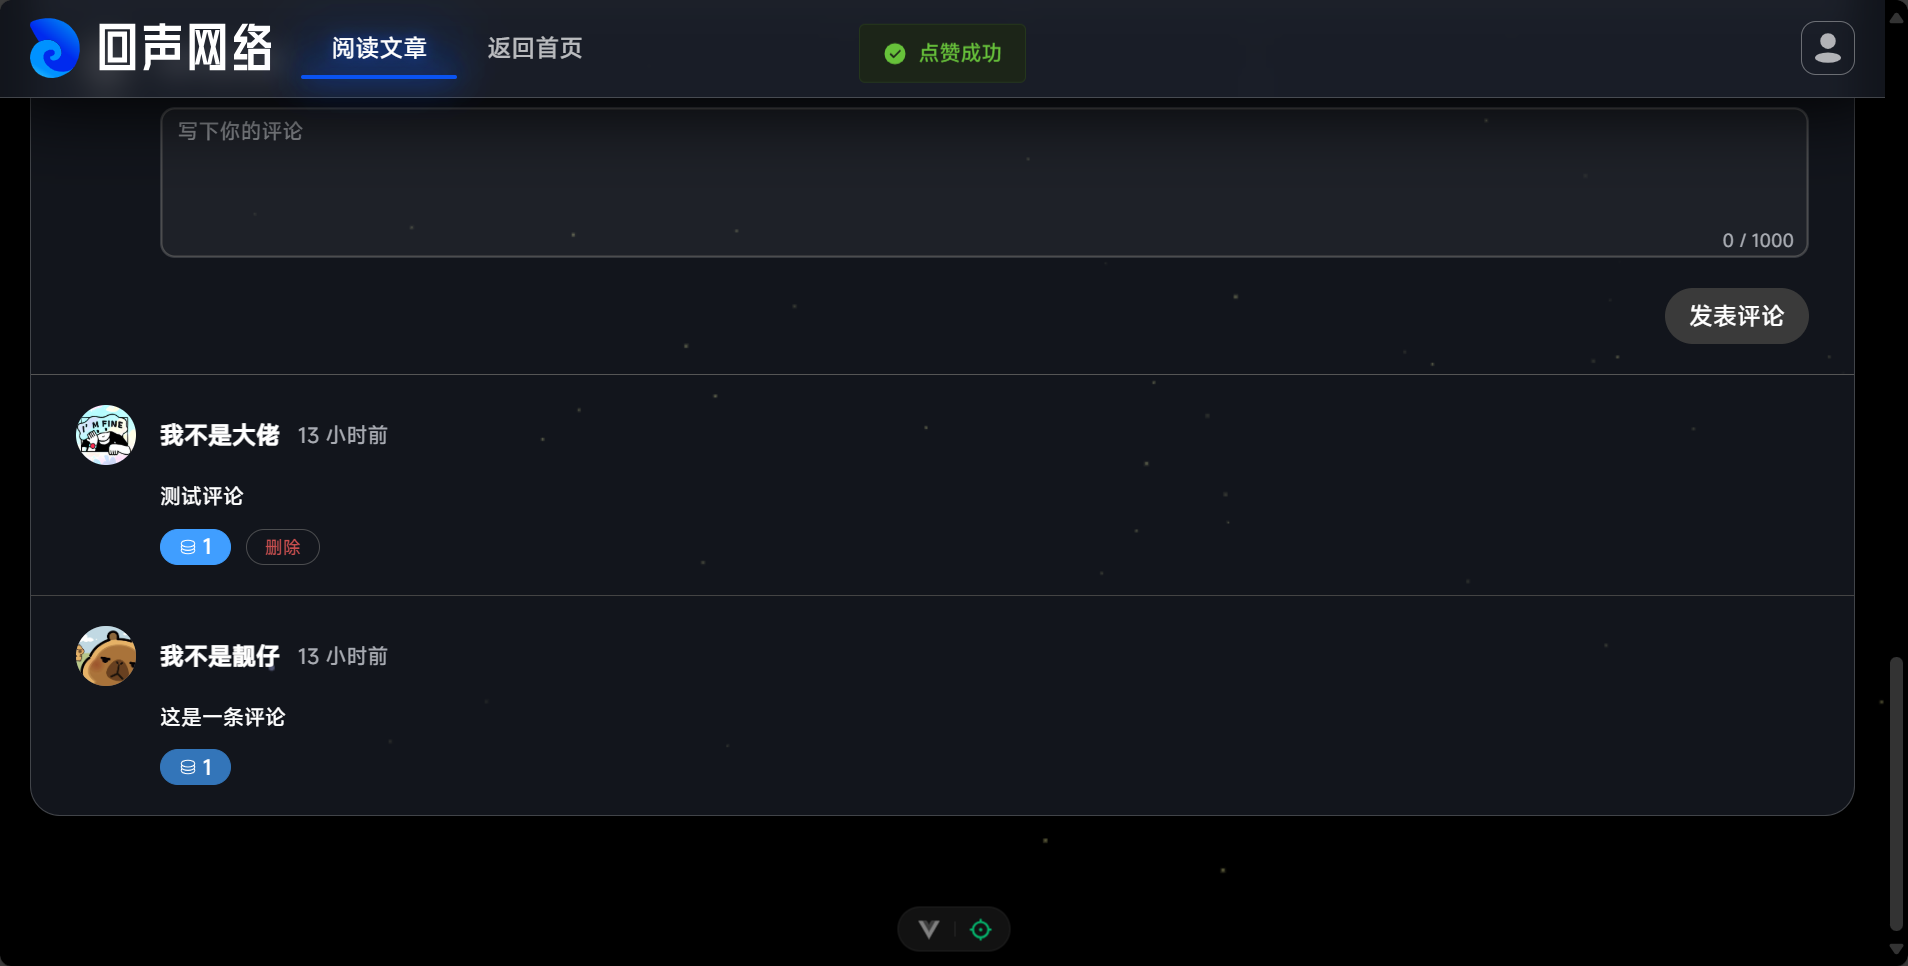 回声网络
阅读文章
返回首页
点赞成功
写下你的评论
0 / 1000
发表评论
I'M FINE
我不是大佬 13 小时前
测试评论
1
删除
我不是靓仔 13 小时前
这是一条评论
1